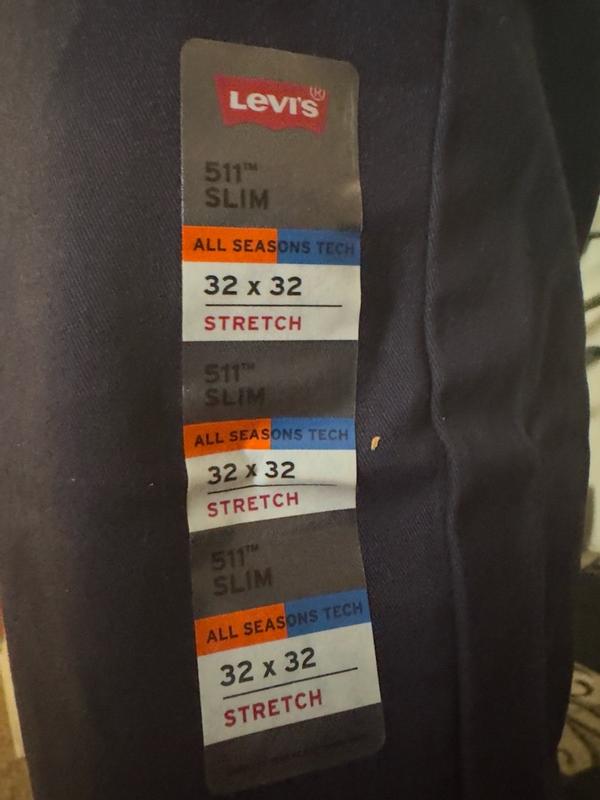 LEVI'S®
511™
SLIM
ALL SEASONS TECH
32 x 32
STRETCH
511™
SLIM
ALL SEASONS TECH
32 x 32
STRETCH
511™
SLIM
ALL SEASONS TECH
32 x 32
STRETCH